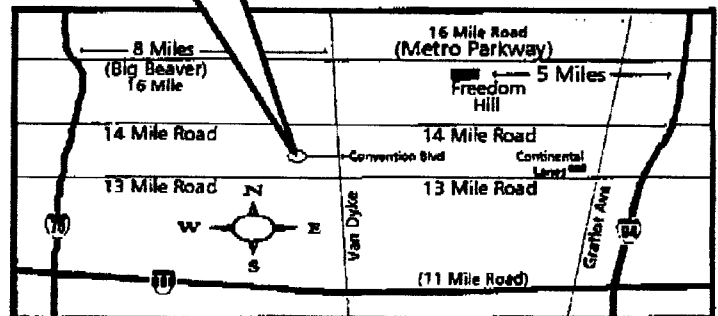 16 Mile Road
(Metro Parkway)
8 Miles
(Big Beaver)
16 Mile
5 Miles
Freedom
Hill
14 Mile Road
14 Mile Road
Convention Blvd
Continental
Lanes
13 Mile Road
13 Mile Road
N
W
E
S
Van Dyke
Gratiot Ave
75
94
(11 Mile Road)